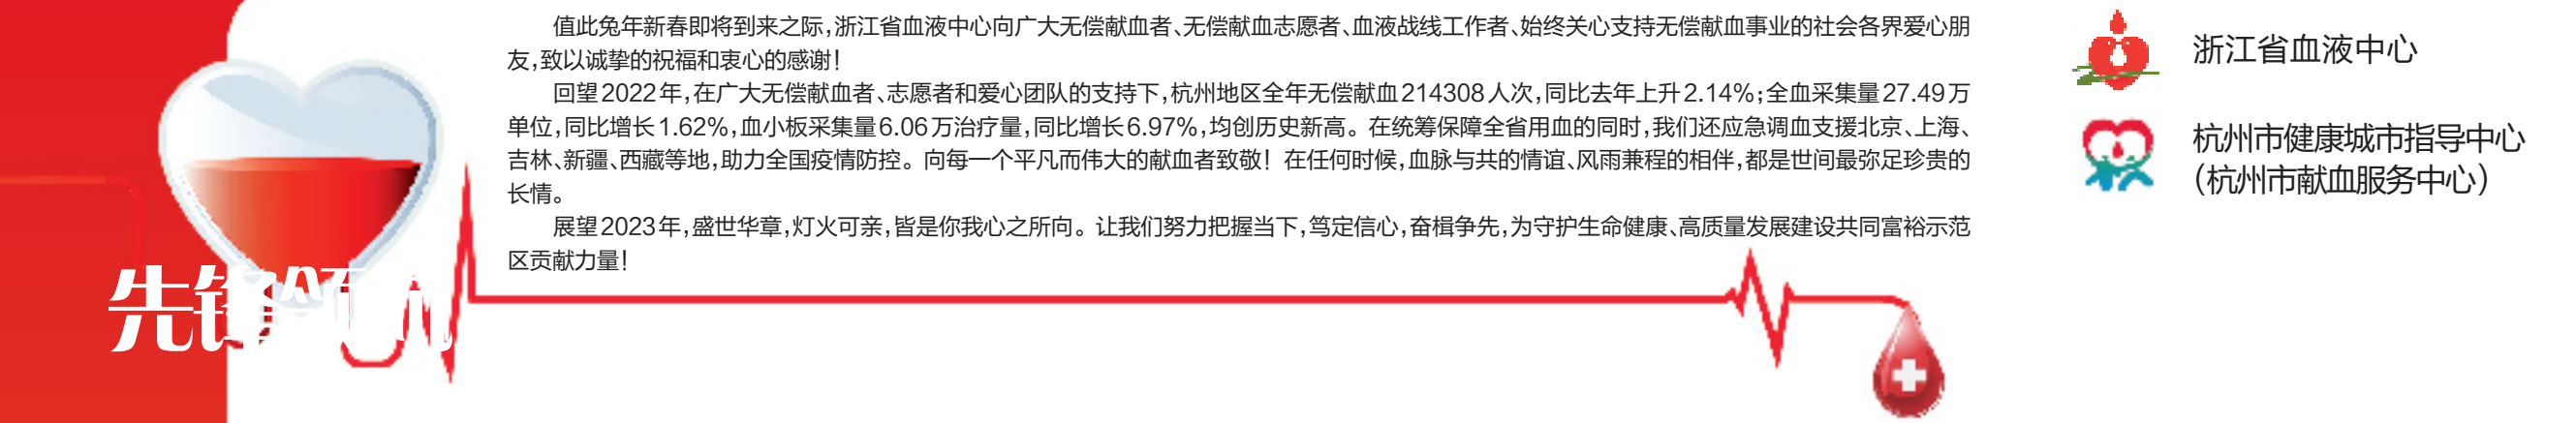 值此兔年新春即将到来之际,浙江省血液中心向广大无偿献血者、无偿献血志愿者、血液战线工作者、始终关心支持无偿献血事业的社会各界爱心朋
友,致以诚挚的祝福和衷心的感谢!
回望2022年,在广大无偿献血者、志愿者和爱心团队的支持下,杭州地区全年无偿献血214308人次,同比去年上升2.14%;全血采集量27.49万
单位,同比增长1.62%,血小板采集量6.06万治疗量,同比增长6.97%,均创历史新高。在统筹保障全省用血的同时,我们还应急调血支援北京、上海、
吉林、新疆、西藏等地,助力全国疫情防控。向每一个平凡而伟大的献血者致敬!在任何时候,血脉与共的情谊、风雨兼程的相伴,都是世间最弥足珍贵的
长情。
展望2023年,盛世华章,灯火可亲,皆是你我心之所向。让我们努力把握当下,笃定信心,奋楫争先,为守护生命健康、高质量发展建设共同富裕示范
区贡献力量!
浙江省血液中心
杭州市健康城市指导中心
(杭州市献血服务中心)
先锋领